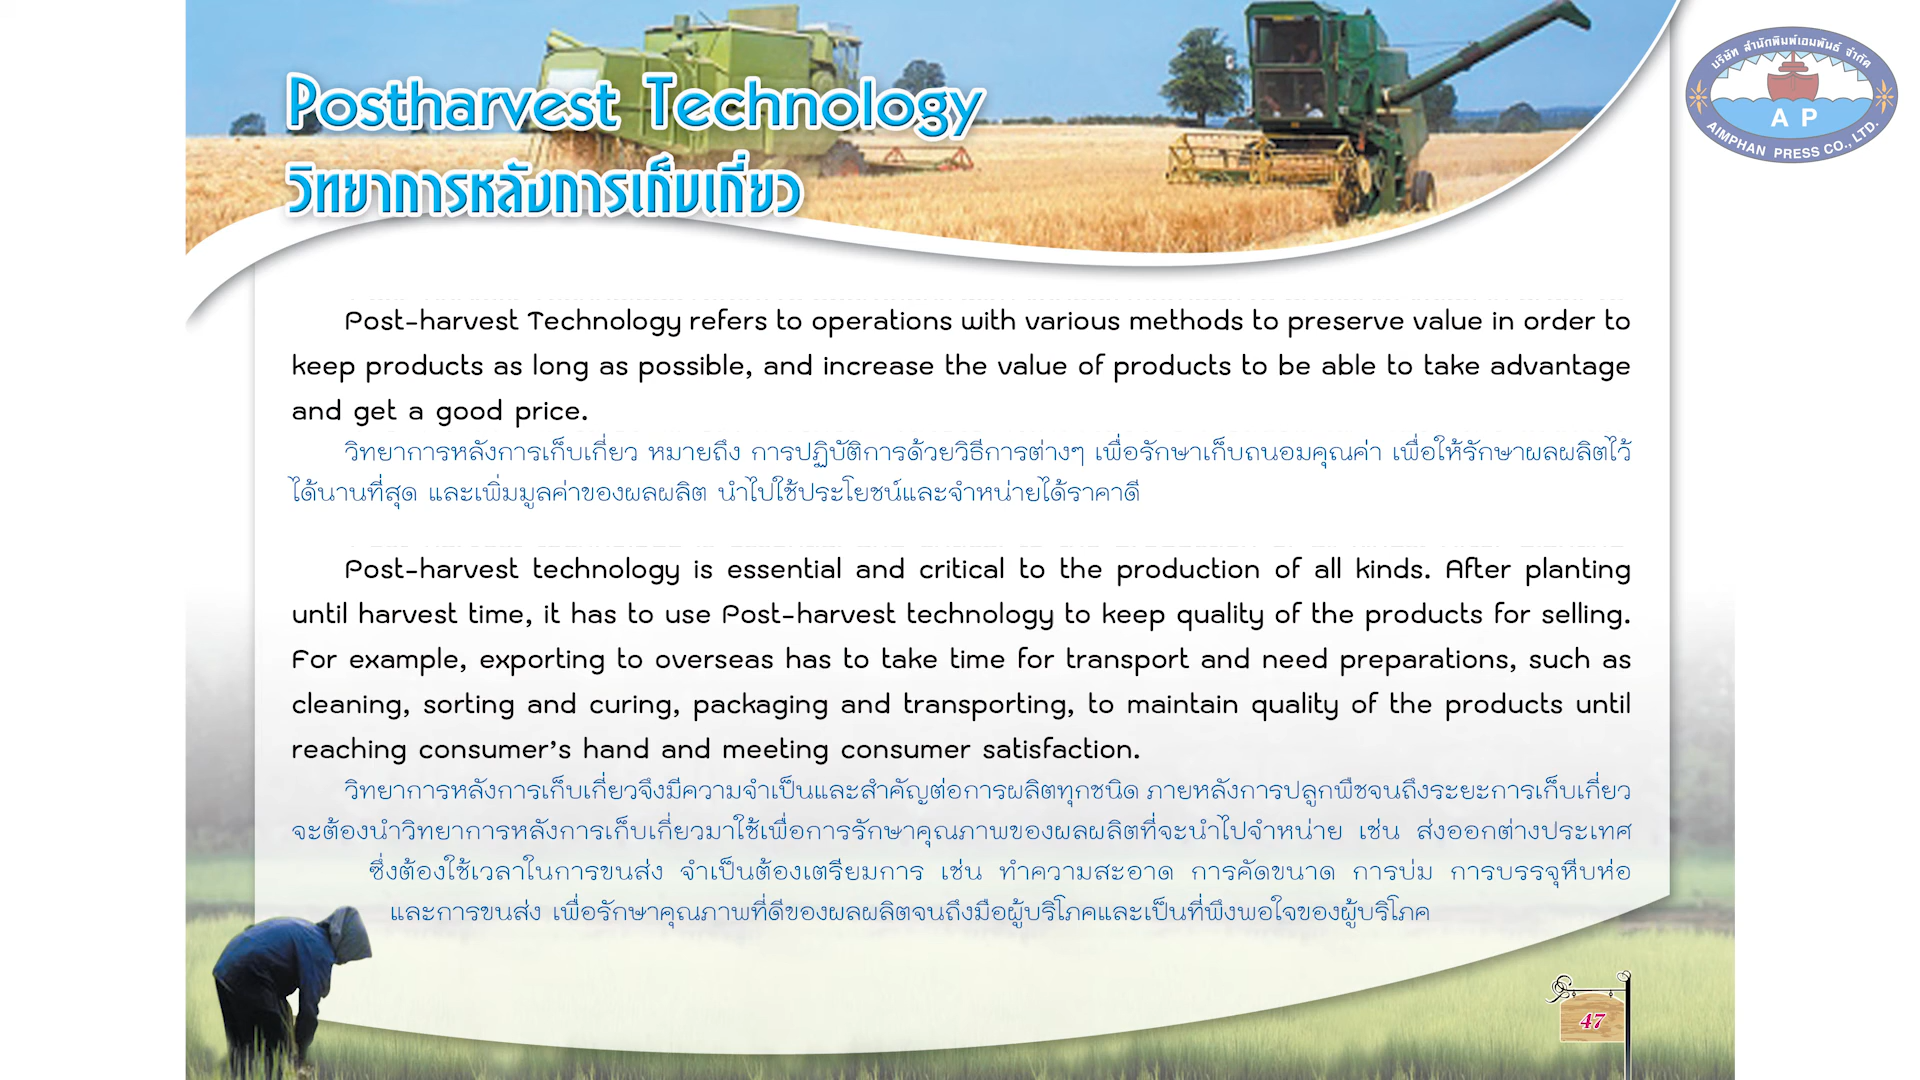 Postharvest Technology
วิทยาการหลังการเก็บเกี่ยว
บริษัท สำนักพิมพ์เอมพันธ์ จำกัด
A P
AIMPHAN PRESS CO., LTD.
Post-harvest Technology refers to operations with various methods to preserve value in order to
keep products as long as possible, and increase the value of products to be able to take advantage
and get a good price.
วิทยาการหลังการเก็บเกี่ยว หมายถึง การปฏิบัติการด้วยวิธีการต่างๆ เพื่อรักษาเก็บถนอมคุณค่า เพื่อให้รักษาผลผลิตไว้
ได้นานที่สุด และเพิ่มมูลค่าของผลผลิต นำไปใช้ประโยชน์และจำหน่ายได้ราคาดี
Post-harvest technology is essential and critical to the production of all kinds. After planting
until harvest time, it has to use Post-harvest technology to keep quality of the products for selling.
For example, exporting to overseas has to take time for transport and need preparations, such as
cleaning, sorting and curing, packaging and transporting, to maintain quality of the products until
reaching consumer’s hand and meeting consumer satisfaction.
วิทยาการหลังการเก็บเกี่ยวจึงมีความจำเป็นและสำคัญต่อการผลิตทุกชนิด ภายหลังการปลูกพืชจนถึงระยะการเก็บเกี่ยว
จะต้องนำวิทยาการหลังการเก็บเกี่ยวมาใช้เพื่อการรักษาคุณภาพของผลผลิตที่จะนำไปจำหน่าย เช่น ส่งออกต่างประเทศ
ซึ่งต้องใช้เวลาในการขนส่ง จำเป็นต้องเตรียมการ เช่น ทำความสะอาด การคัดขนาด การบ่ม การบรรจุหีบห่อ
และการขนส่ง เพื่อรักษาคุณภาพที่ดีของผลผลิตจนถึงมือผู้บริโภคและเป็นที่พึงพอใจของผู้บริโภค
47